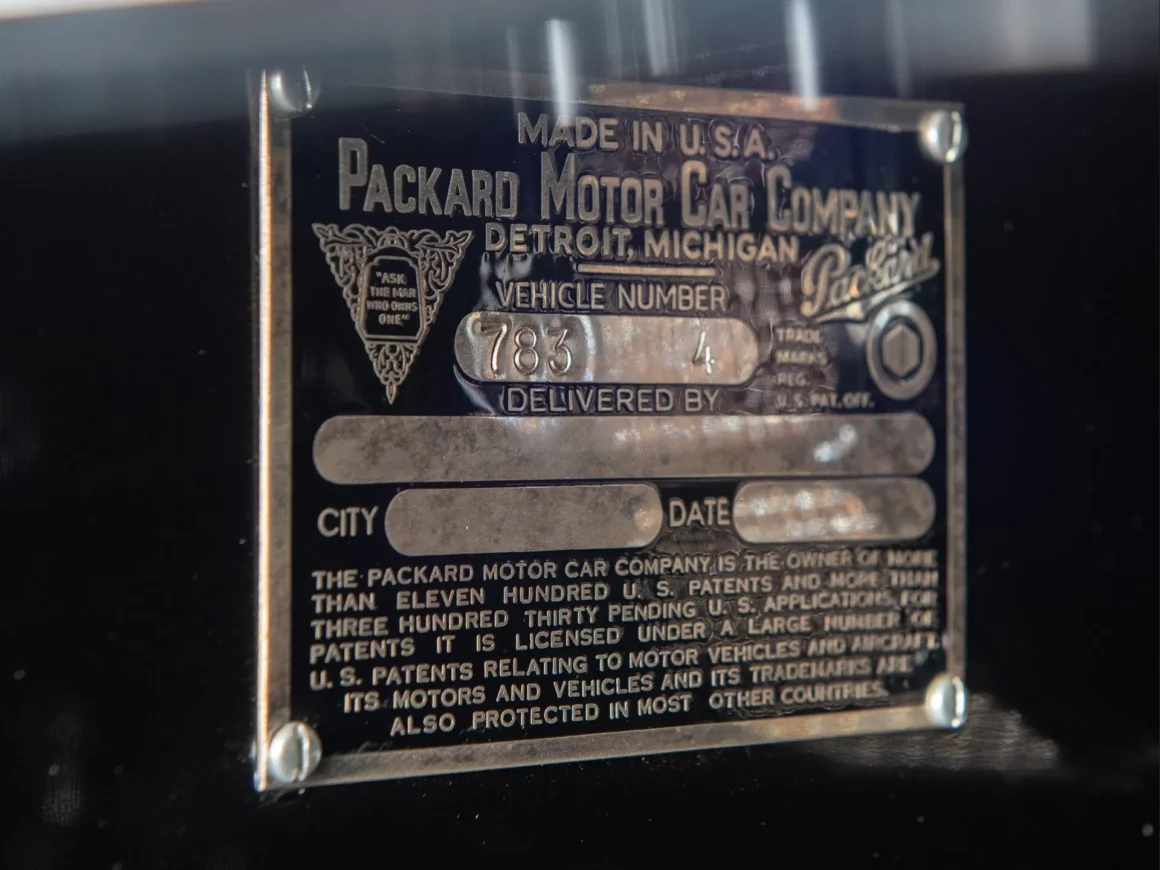 MADE IN U.S.A.
PACKARD MOTOR CAR COMPANY
DETROIT, MICHIGAN
"ASK
THE MAN
WHO OWNS
ONE"
Packard
VEHICLE NUMBER
783 4
TRADE
MARKS
REG.
U.S. PAT. OFF.
DELIVERED BY
CITY DATE
THE PACKARD MOTOR CAR COMPANY IS THE OWNER OF MORE
THAN ELEVEN HUNDRED U. S. PATENTS AND MORE THAN
THREE HUNDRED THIRTY PENDING U. S. APPLICATIONS FOR
PATENTS IT IS LICENSED UNDER A LARGE NUMBER OF
U. S. PATENTS RELATING TO MOTOR VEHICLES AND AIRCRAFT.
ITS MOTORS AND VEHICLES AND ITS TRADEMARKS ARE
ALSO PROTECTED IN MOST OTHER COUNTRIES.